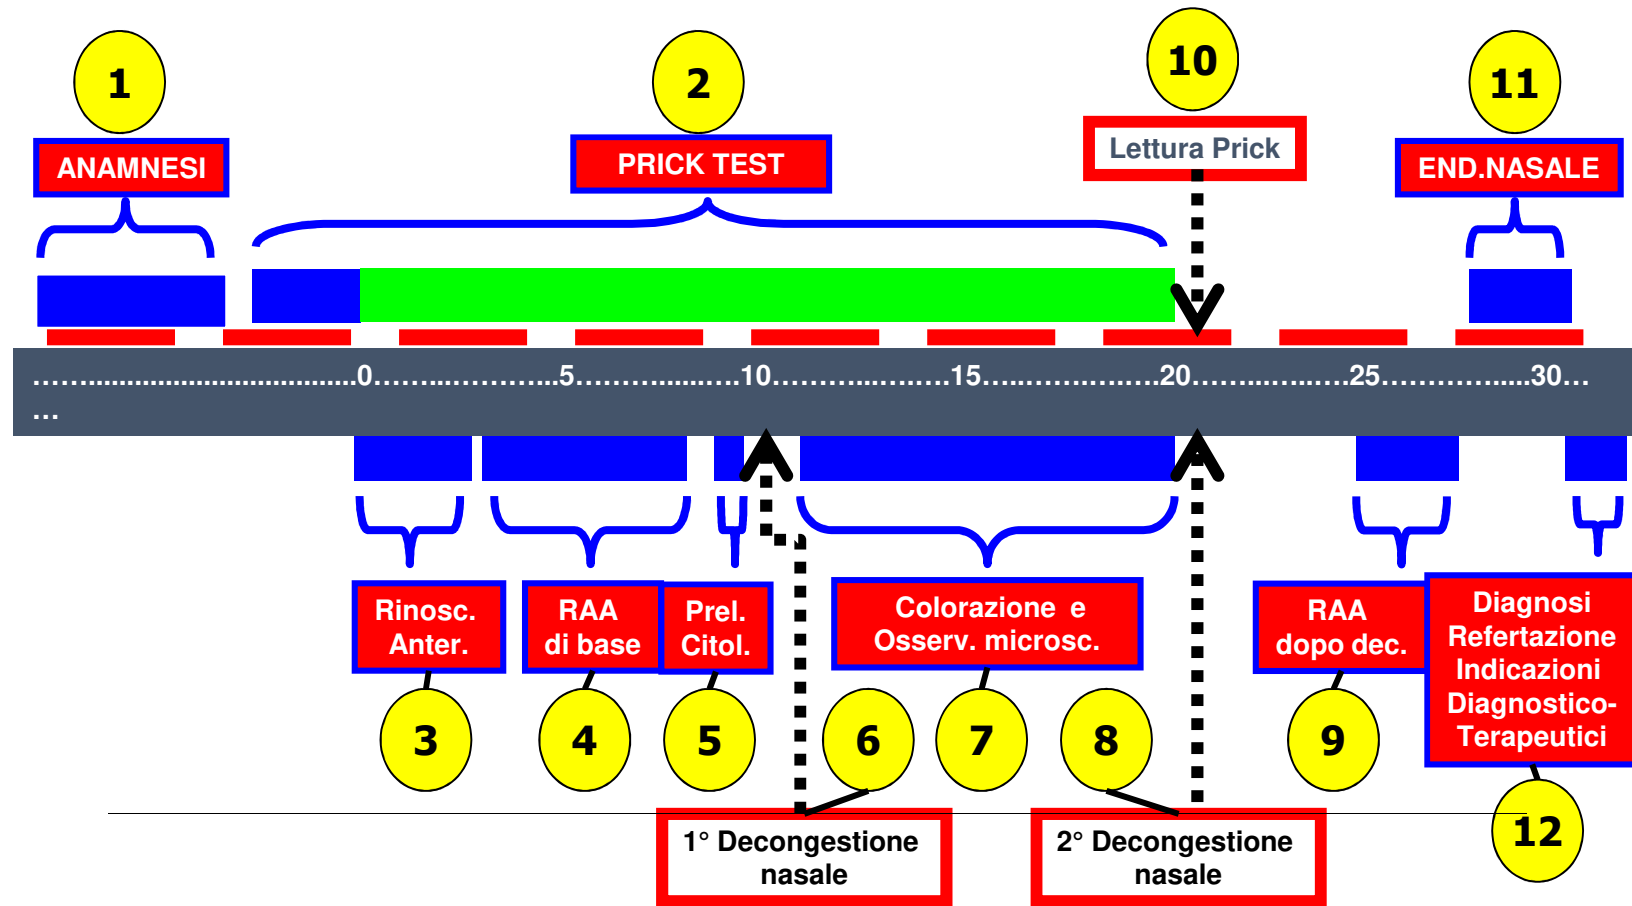 1
2
10
11
ANAMNESI
PRICK TEST
Lettura Prick
END.NASALE
……...................................0……...……...5………......….10……….....……15…...…...…..….20…....…..….25……….…….....30…
…
Rinosc.
Anter.
RAA
di base
Prel.
Citol.
Colorazione e
Osserv. microsc.
RAA
dopo dec.
Diagnosi
Refertazione
Indicazioni
Diagnostico-
Terapeutici
3
4
5
6
7
8
9
12
1° Decongestione
nasale
2° Decongestione
nasale